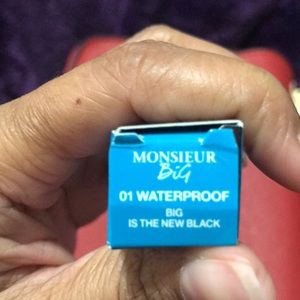 MONSIEUR
BiG
01 WATERPROOF
BIG
IS THE NEW BLACK